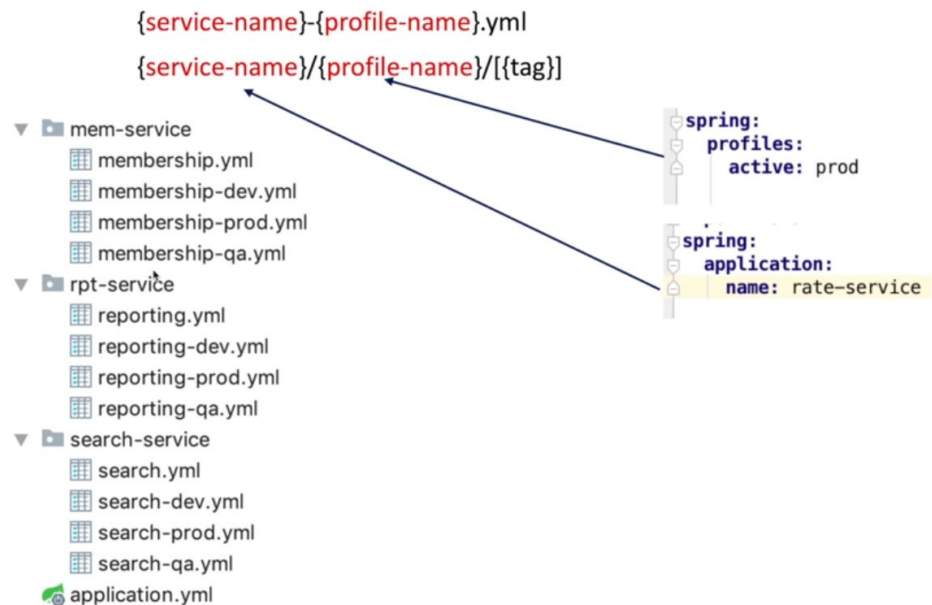 {service-name}-{profile-name}.yml
{service-name}/{profile-name}/[{tag}]
mem-service
membership.yml
membership-dev.yml
membership-prod.yml
membership-qa.yml
rpt-service
reporting.yml
reporting-dev.yml
reporting-prod.yml
reporting-qa.yml
search-service
search.yml
search-dev.yml
search-prod.yml
search-qa.yml
application.yml
spring:
profiles:
active: prod
spring:
application:
name: rate-service